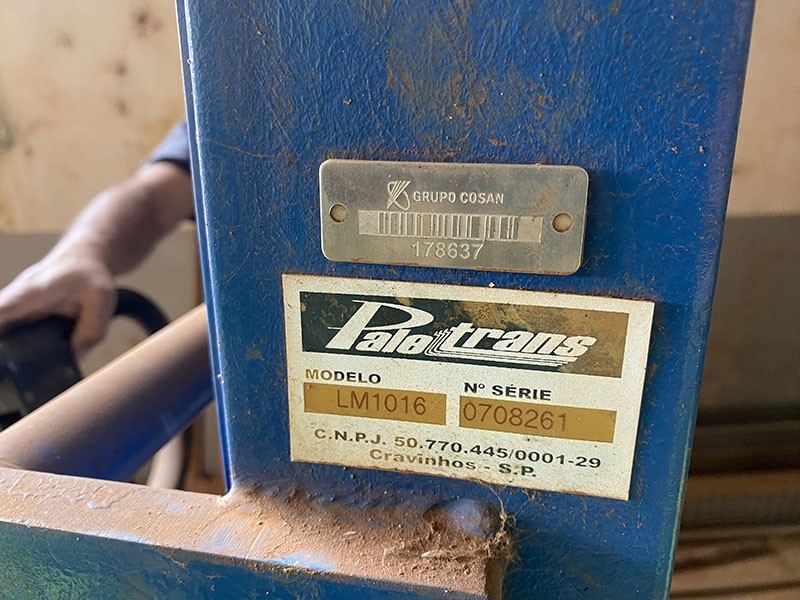 GRUPO COSAN
178637
Paletrans
MODELO Nº SÉRIE
LM1016 0708261
C.N.P.J. 50.770.445/0001-29
Cravinhos - S.P.